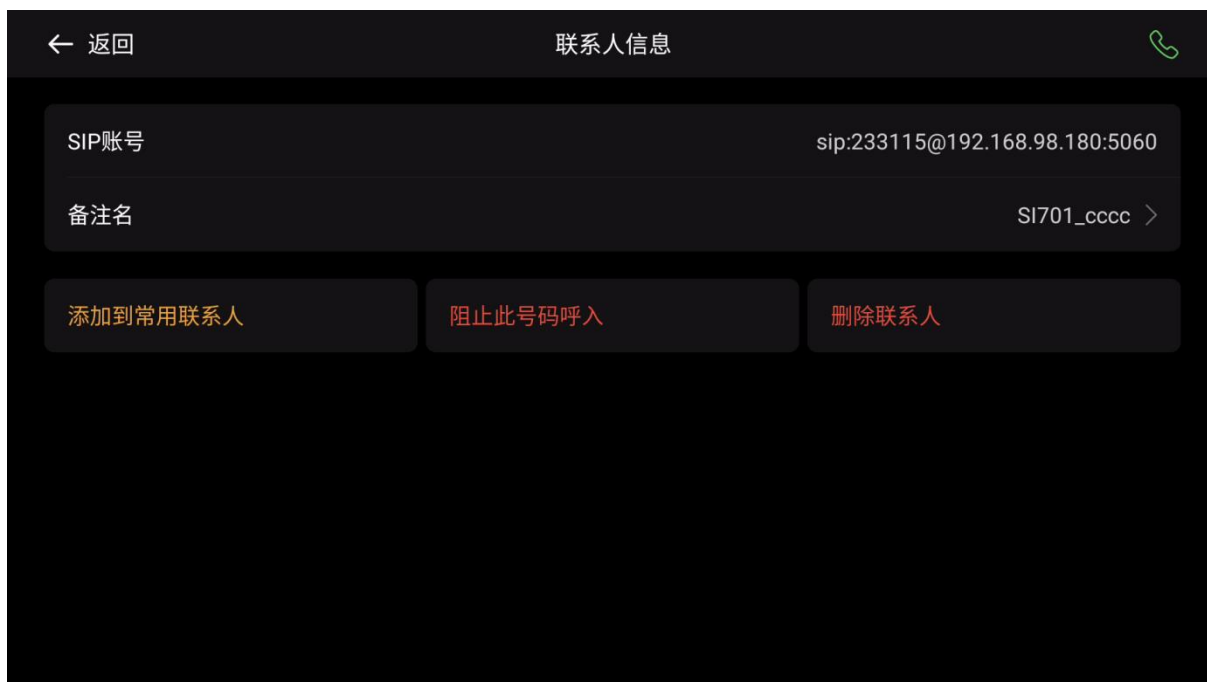 返回
联系人信息
SIP账号
sip:233115@192.168.98.180:5060
备注名
SI701_cccc
添加到常用联系人
阻止此号码呼入
删除联系人